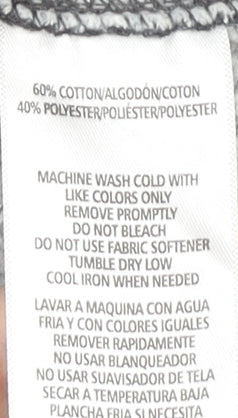 60% COTTON/ALGODÓN/COTON
40% POLYESTER/POLIÉSTER/POLYESTER
MACHINE WASH COLD WITH
LIKE COLORS ONLY
REMOVE PROMPTLY
DO NOT BLEACH
DO NOT USE FABRIC SOFTENER
TUMBLE DRY LOW
COOL IRON WHEN NEEDED
LAVAR A MAQUINA CON AGUA
FRIA Y CON COLORES IGUALES
REMOVER RAPIDAMENTE
NO USAR BLANQUEADOR
NO USAR SUAVISADOR DE TELA
SECAR A TEMPERATURA BAJA
PLANCHA FRIA SI NECESITA